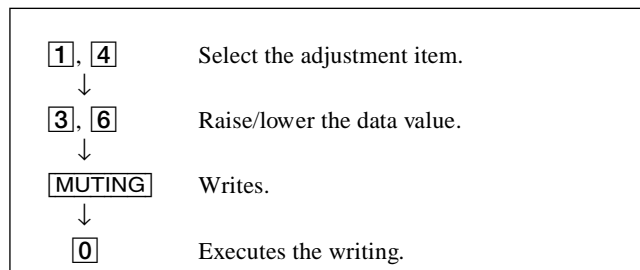 1, 4 Select the adjustment item.
↓
3, 6 Raise/lower the data value.
↓
MUTING Writes.
↓
0 Executes the writing.